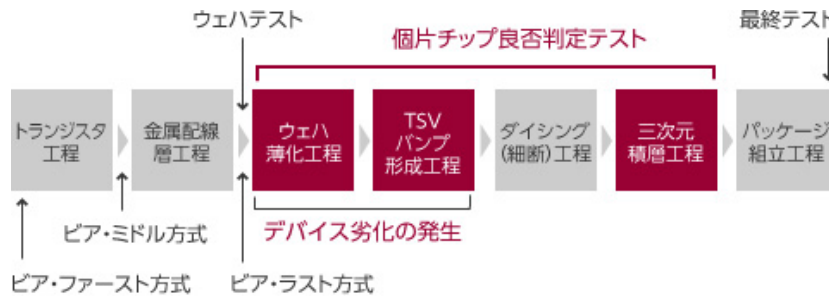 ウェハテスト
最終テスト
個片チップ良否判定テスト
トランジスタ
工程
金属配線
層工程
ウェハ
薄化工程
TSV
バンプ
形成工程
ダイシング
(細断)工程
三次元
積層工程
パッケージ
組立工程
ビア・ミドル方式
デバイス劣化の発生
ビア・ファースト方式
ビア・ラスト方式